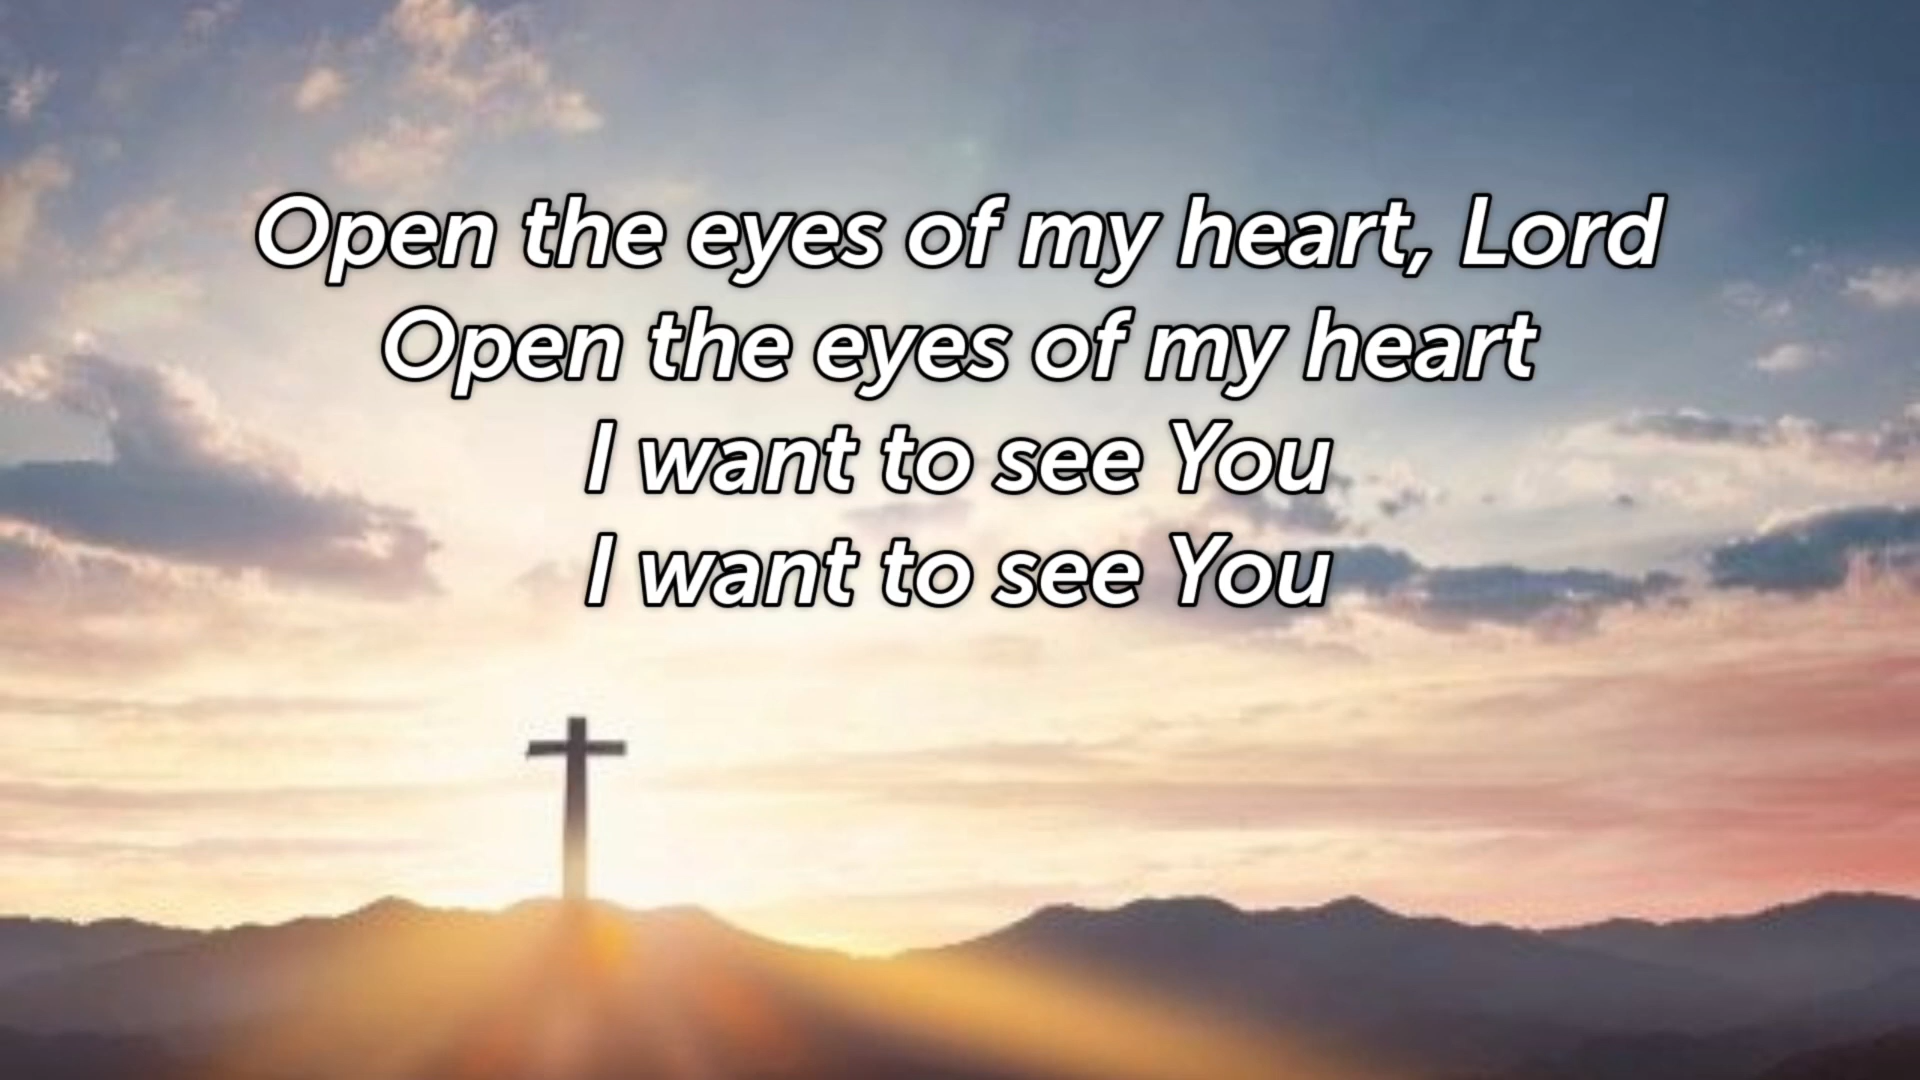 Open the eyes of my heart, Lord
Open the eyes of my heart
I want to see You
I want to see You